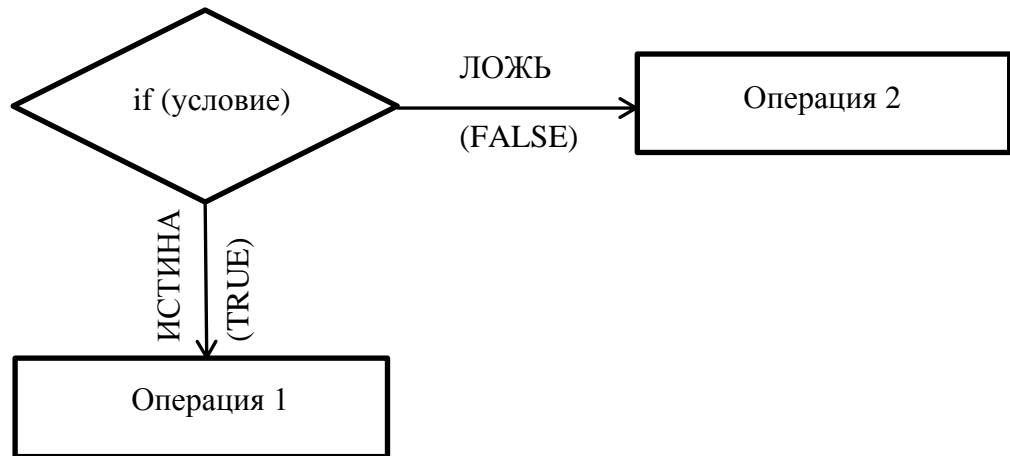 if (условие)
ЛОЖЬ
(FALSE)
Операция 2
ИСТИНА
(TRUE)
Операция 1